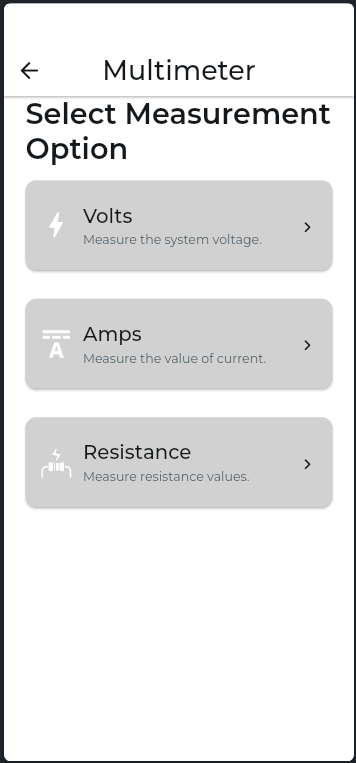 Multimeter
Select Measurement
Option
Volts
Measure the system voltage.
A
Amps
Measure the value of current.
Resistance
Measure resistance values.